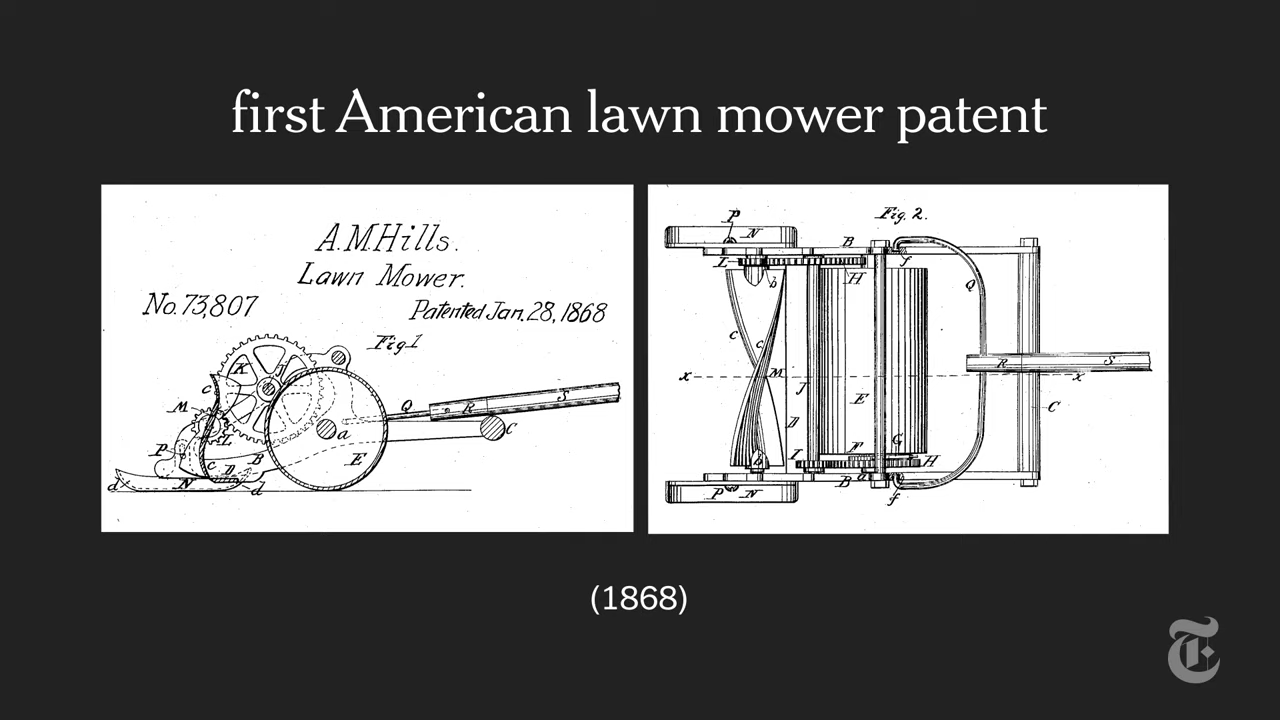 first American lawn mower patent
A.M.Hills.
Lawn Mower.
No. 73,807
Patented Jan. 28, 1868
Fig.1
K
c
M
L
P
c
D
B
N
d
d
a
E
Q
R
S
C
Fig. 2.
P
N
B
L
f
b
H
Q
c
c
M
x
x
J
E
D
R
S
C
G
F
I
H
b
B
a
P
N
f
(1868)
T